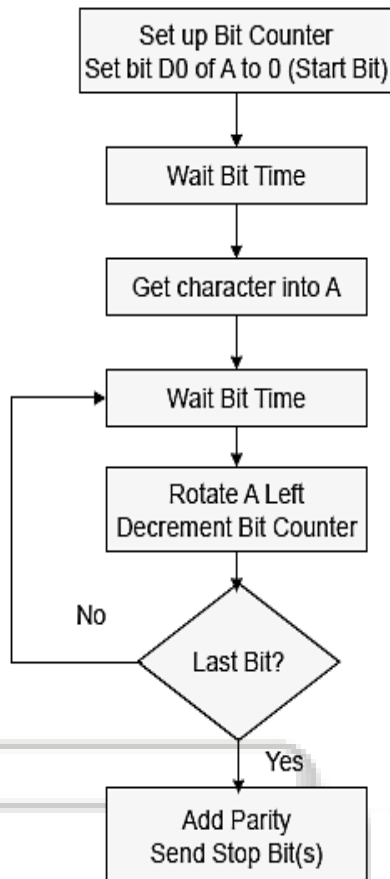 Set up Bit Counter
Set bit D0 of A to 0 (Start Bit)
Wait Bit Time
Get character into A
Wait Bit Time
Rotate A Left
Decrement Bit Counter
No
Last Bit?
Yes
Add Parity
Send Stop Bit(s)